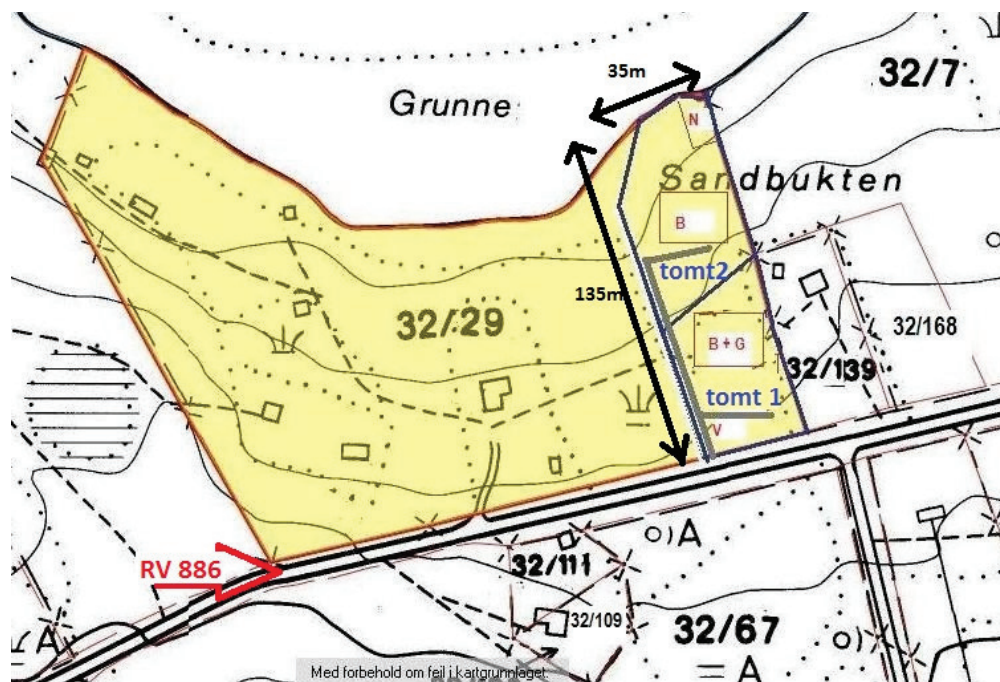 35m
32/7
Grunne
N
Sandbukten
B
tomt2
135m
32/29
32/168
B + G
32/139
tomt 1
V
A
RV 886
32/111
32/109
32/67
A
A
Med forbehold om feil i kartgrunnlaget.